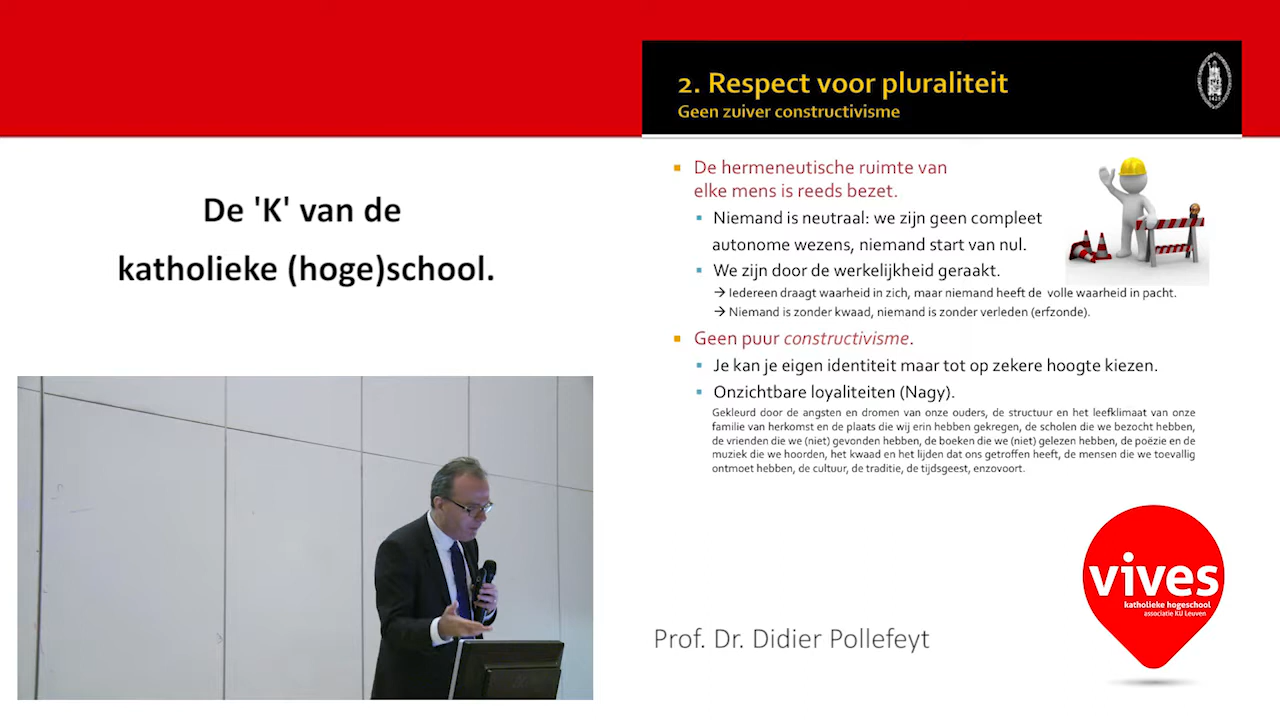 De 'K' van de
katholieke (hoge)school.
2. Respect voor pluraliteit
Geen zuiver constructivisme
1425
De hermeneutische ruimte van
elke mens is reeds bezet.
Niemand is neutraal: we zijn geen compleet
autonome wezens, niemand start van nul.
We zijn door de werkelijkheid geraakt.
→ Iedereen draagt waarheid in zich, maar niemand heeft de volle waarheid in pacht.
→ Niemand is zonder kwaad, niemand is zonder verleden (erfzonde).
Geen puur constructivisme.
Je kan je eigen identiteit maar tot op zekere hoogte kiezen.
Onzichtbare loyaliteiten (Nagy).
Gekleurd door de angsten en dromen van onze ouders, de structuur en het leefklimaat van onze
familie van herkomst en de plaats die wij erin hebben gekregen, de scholen die we bezocht hebben,
de vrienden die we (niet) gevonden hebben, de boeken die we (niet) gelezen hebben, de poëzie en de
muziek die we hoorden, het kwaad en het lijden dat ons getroffen heeft, de mensen die we toevallig
ontmoet hebben, de cultuur, de traditie, de tijdsgeest, enzovoort.
vives
katholieke hogeschool
associatie KU Leuven
Prof. Dr. Didier Pollefeyt